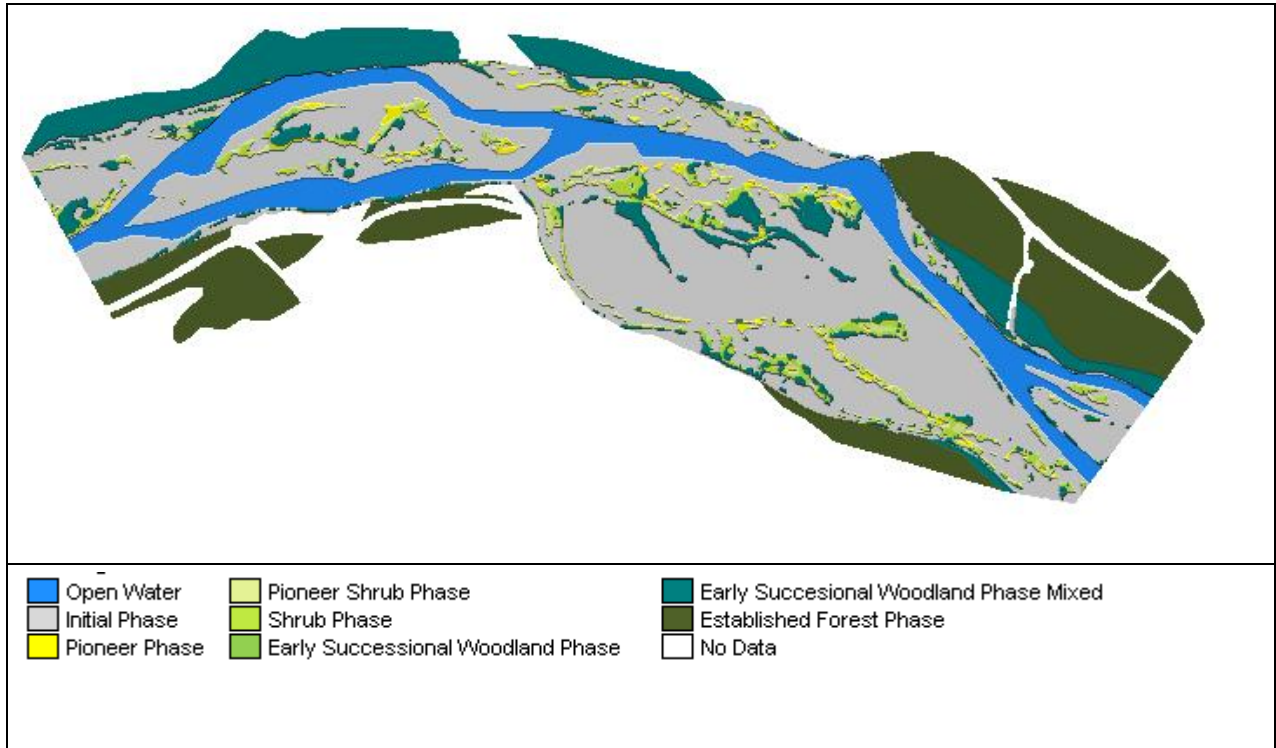 Open Water
Initial Phase
Pioneer Phase
Pioneer Shrub Phase
Shrub Phase
Early Successional Woodland Phase
Early Succesional Woodland Phase Mixed
Established Forest Phase
No Data